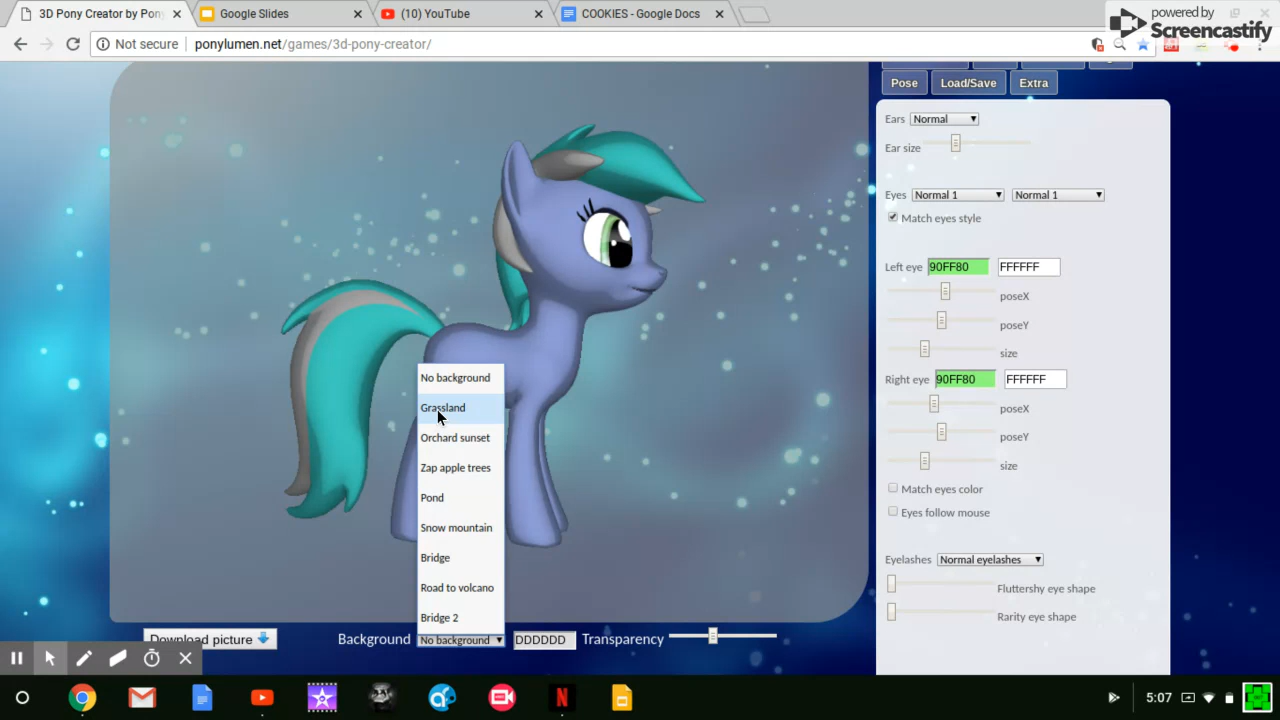 3D Pony Creator by Pony
Google Slides
(10) YouTube
COOKIES - Google Docs
powered by
Screencastify
Not secure
ponylumen.net/games/3d-pony-creator/
Pose
Load/Save
Extra
Ears Normal
Ear size
Eyes Normal 1 Normal 1
Match eyes style
Left eye 90FF80 FFFFFF
poseX
poseY
size
Right eye 90FF80 FFFFFF
poseX
poseY
size
Match eyes color
Eyes follow mouse
Eyelashes Normal eyelashes
Fluttershy eye shape
Rarity eye shape
No background
Grassland
Orchard sunset
Zap apple trees
Pond
Snow mountain
Bridge
Road to volcano
Bridge 2
Download picture Background No background DDDDDD Transparency
5:07